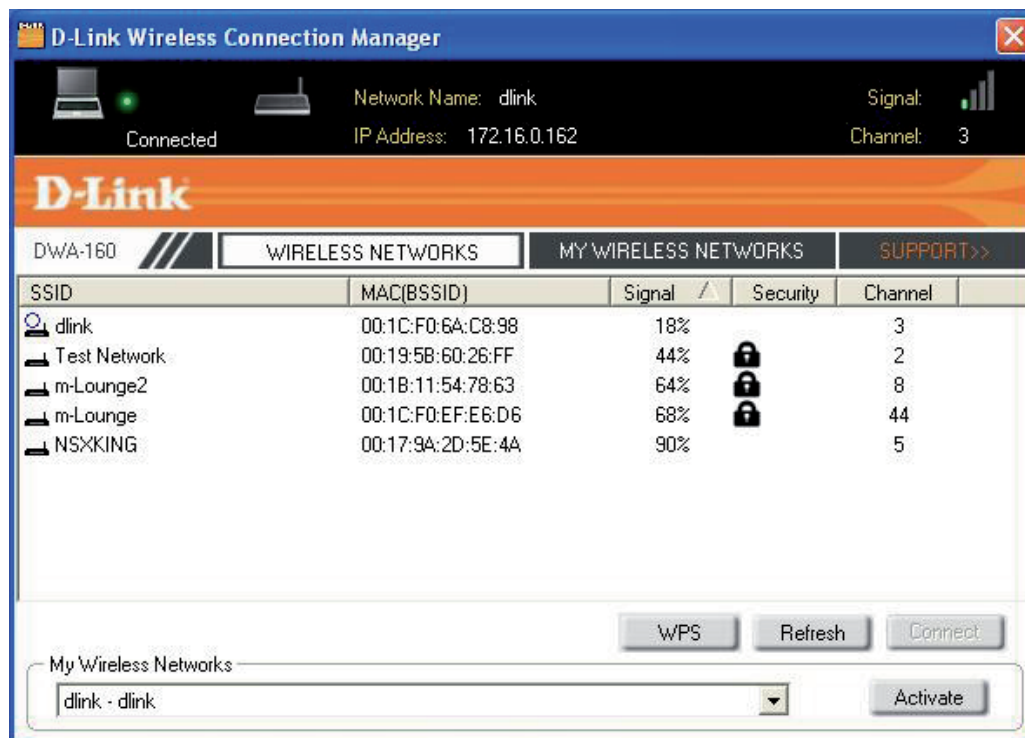 D-Link Wireless Connection Manager
Network Name: dlink Signal:
Connected IP Address: 172.16.0.162 Channel: 3
D-Link
DWA-160 WIRELESS NETWORKS MY WIRELESS NETWORKS SUPPORT>>
SSID MAC(BSSID) Signal Security Channel
dlink 00:1C:F0:6A:C8:98 18% 3
Test Network 00:19:5B:60:26:FF 44% 2
m-Lounge2 00:1B:11:54:78:63 64% 8
m-Lounge 00:1C:F0:EF:E6:D6 68% 44
NSXKING 00:17:9A:2D:5E:4A 90% 5
WPS Refresh Connect
My Wireless Networks
dlink - dlink Activate